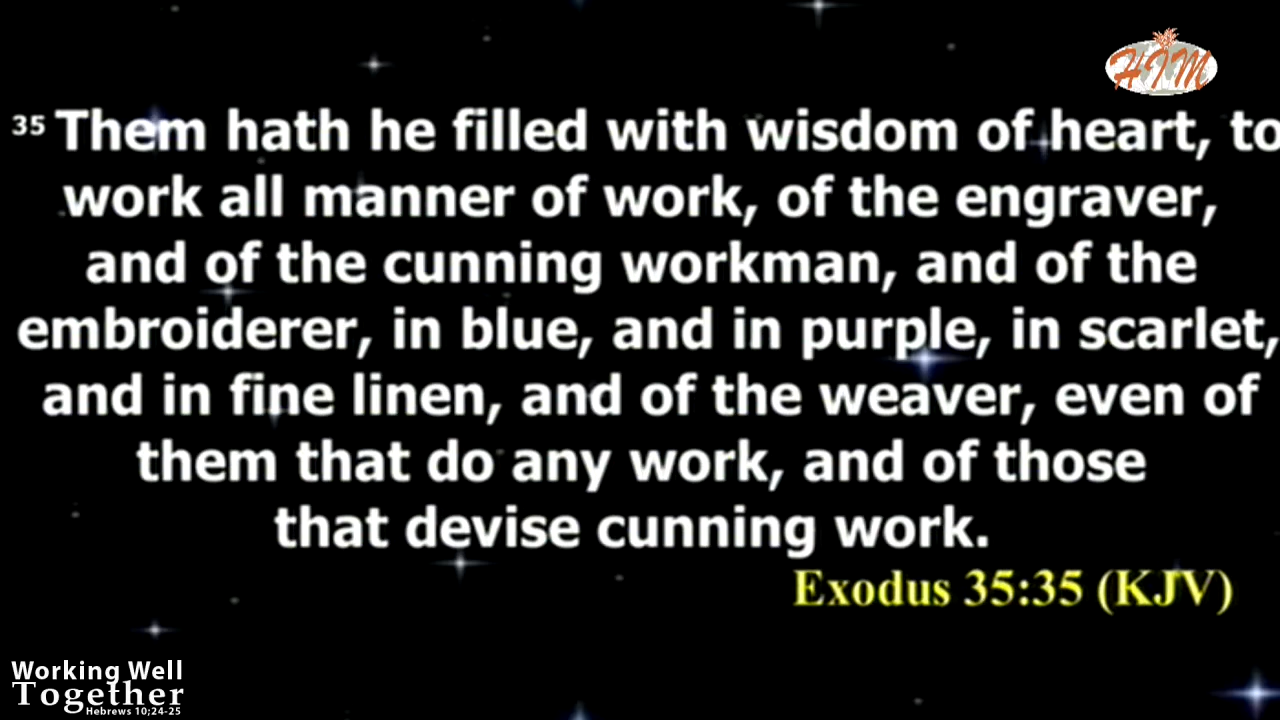 HIM
35 Them hath he filled with wisdom of heart, to
work all manner of work, of the engraver,
and of the cunning workman, and of the
embroiderer, in blue, and in purple, in scarlet,
and in fine linen, and of the weaver, even of
them that do any work, and of those
that devise cunning work.
Exodus 35:35 (KJV)
Working Well
Together
Hebrews 10;24-25